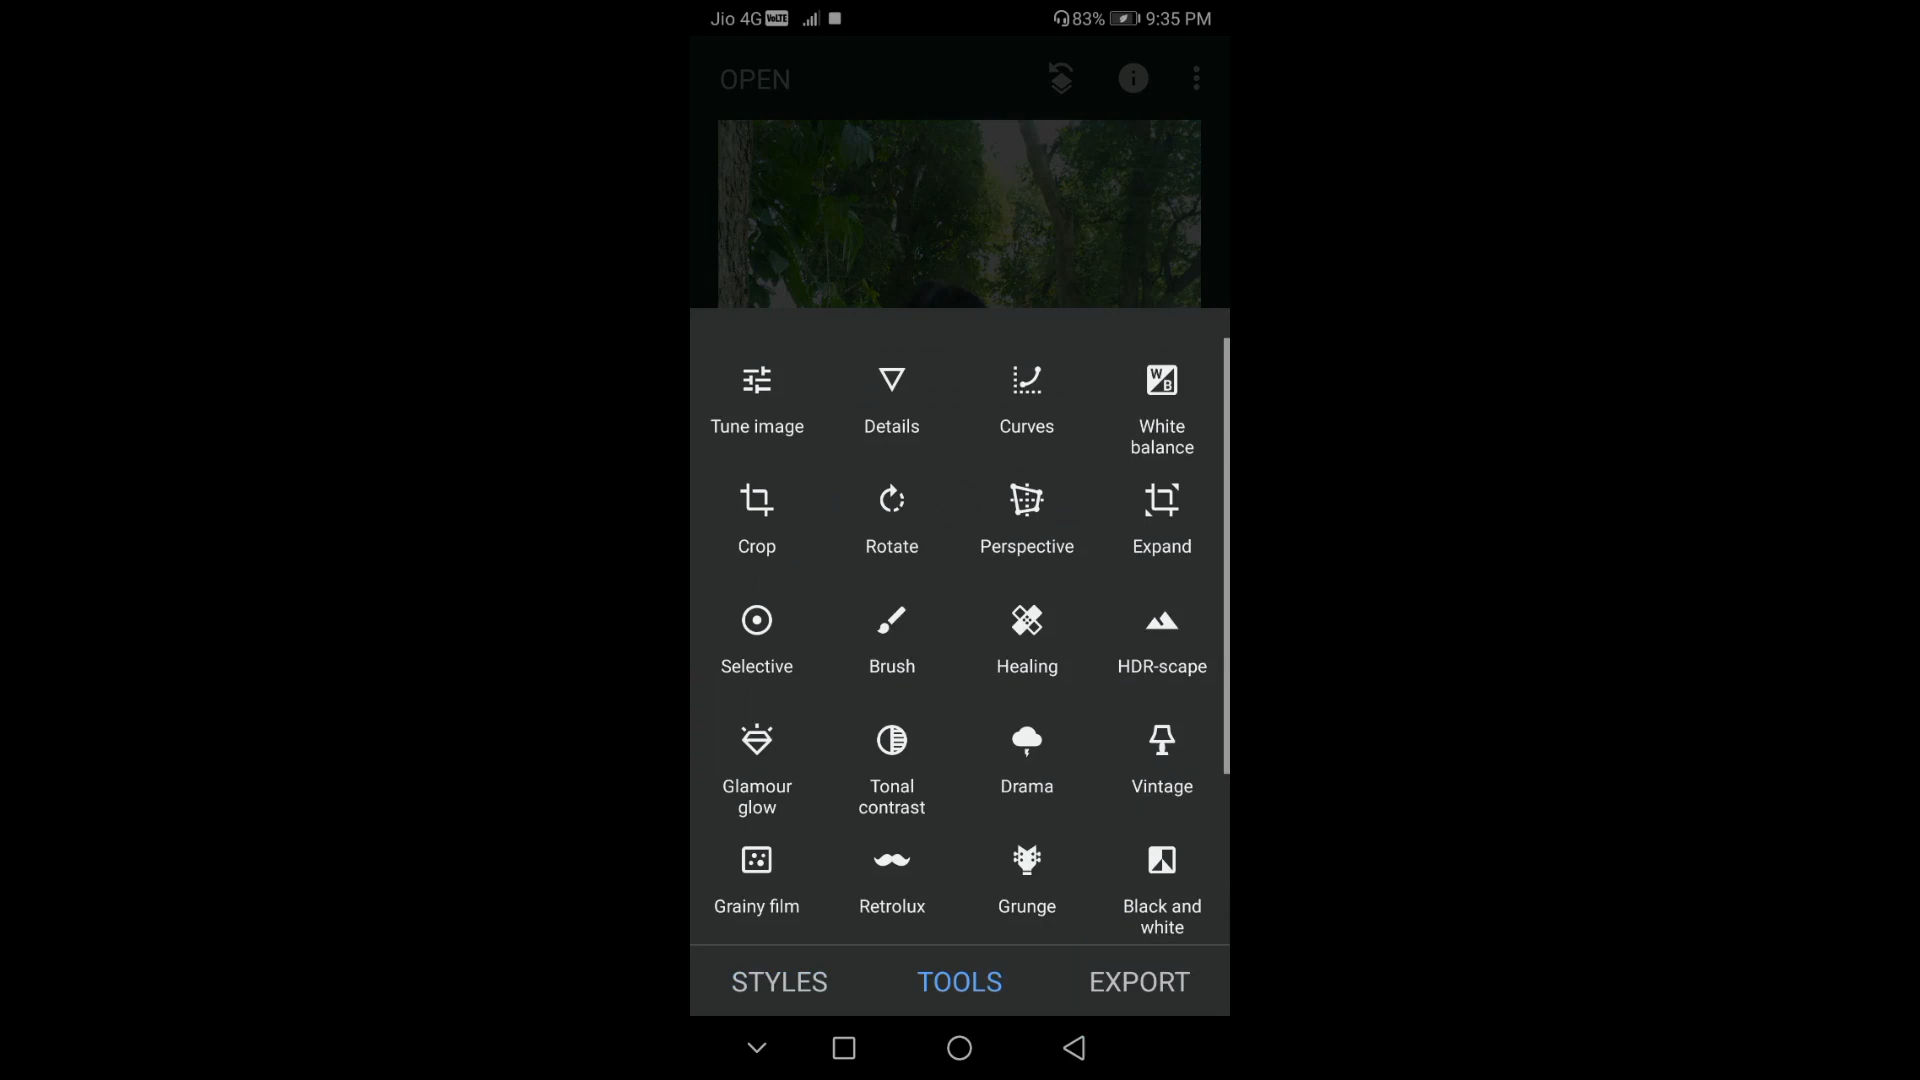 Jio 4G VoLTE 83% 9:35 PM
OPEN
Tune image Details Curves White balance
Crop Rotate Perspective Expand
Selective Brush Healing HDR-scape
Glamour glow Tonal contrast Drama Vintage
Grainy film Retrolux Grunge Black and white
STYLES TOOLS EXPORT